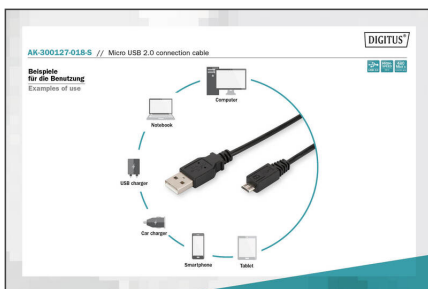 DIGITUS®
AK-300127-018-S // Micro USB 2.0 connection cable
Beispiele
für die Benutzung
Examples of use
Computer
Notebook
USB charger
Car charger
Smartphone
Tablet